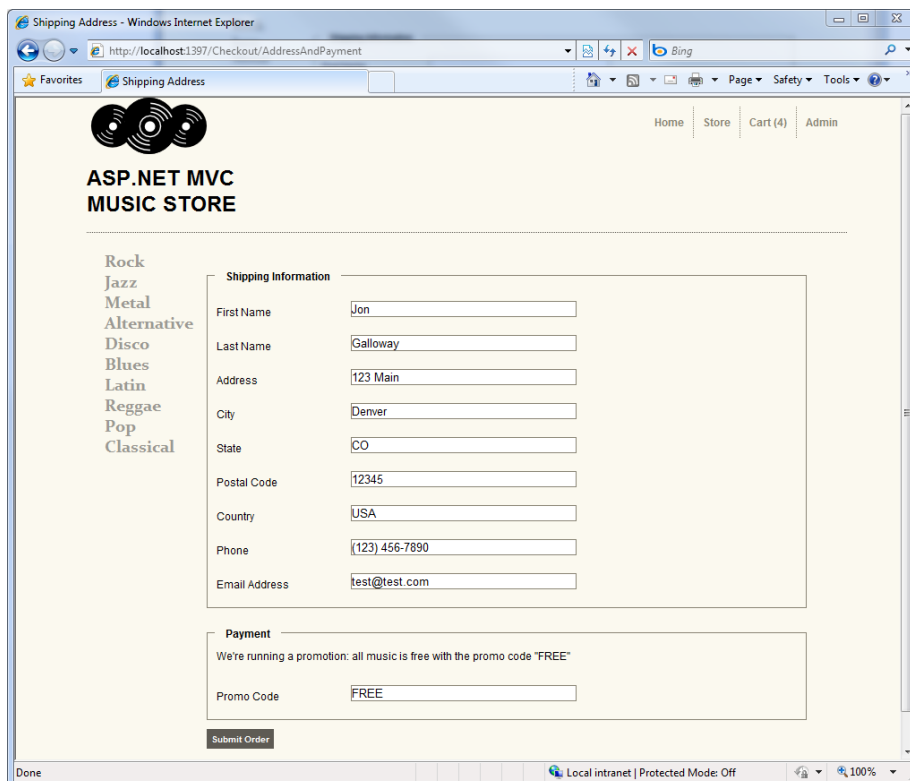 Shipping Address - Windows Internet Explorer
http://localhost:1397/Checkout/AddressAndPayment
Bing
Favorites
Shipping Address
Page
Safety
Tools
Home
Store
Cart (4)
Admin
ASP.NET MVC
MUSIC STORE
Rock
Jazz
Metal
Alternative
Disco
Blues
Latin
Reggae
Pop
Classical
Shipping Information
First Name Jon
Last Name Galloway
Address 123 Main
City Denver
State CO
Postal Code 12345
Country USA
Phone (123) 456-7890
Email Address test@test.com
Payment
We're running a promotion: all music is free with the promo code "FREE"
Promo Code FREE
Submit Order
Done
Local intranet | Protected Mode: Off
100%